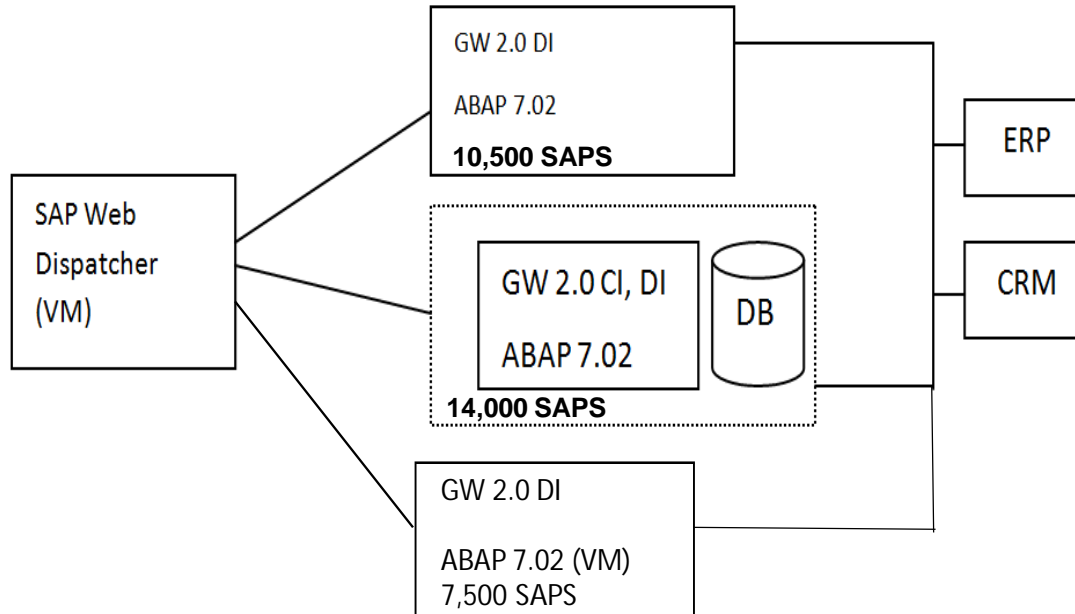 GW 2.0 DI
ABAP 7.02
10,500 SAPS
ERP
SAP Web
Dispatcher
(VM)
GW 2.0 CI, DI
ABAP 7.02
DB
14,000 SAPS
CRM
GW 2.0 DI
ABAP 7.02 (VM)
7,500 SAPS